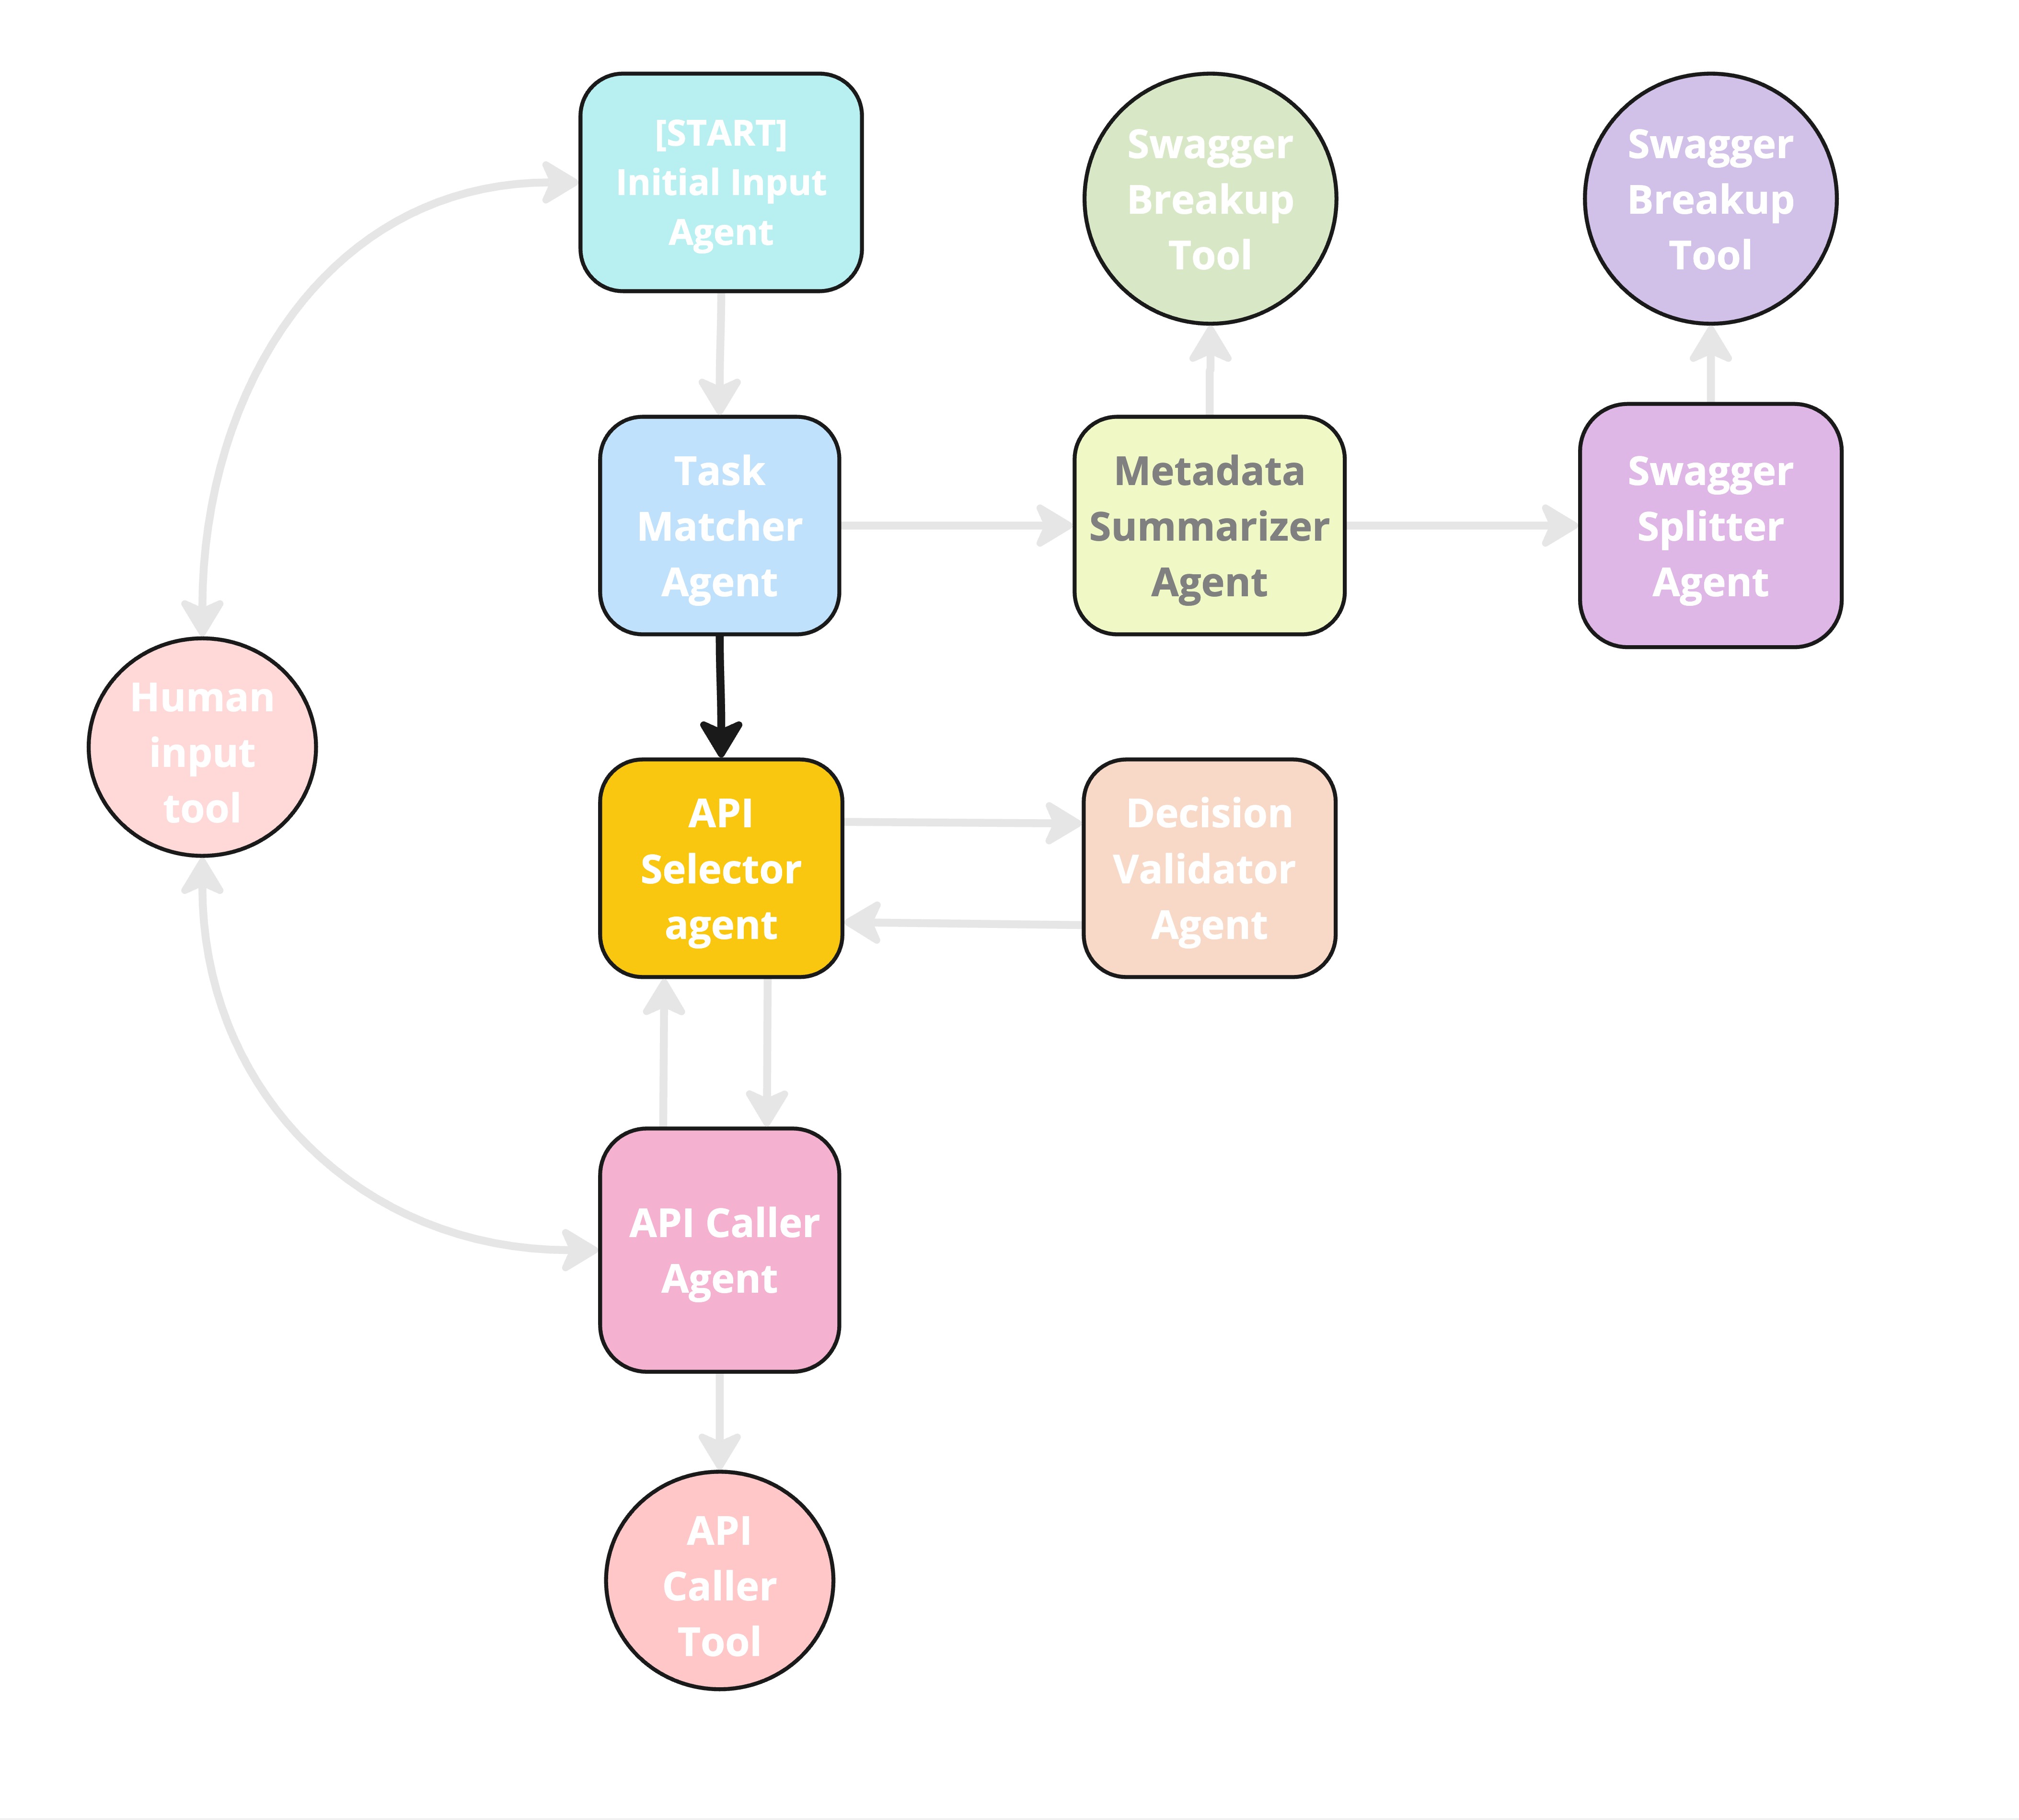 [START]
Initial Input
Agent
Swagger
Breakup
Tool
Swagger
Breakup
Tool
Task
Matcher
Agent
Metadata
Summarizer
Agent
Swagger
Splitter
Agent
Human
input
tool
API
Selector
agent
Decision
Validator
Agent
API Caller
Agent
API
Caller
Tool